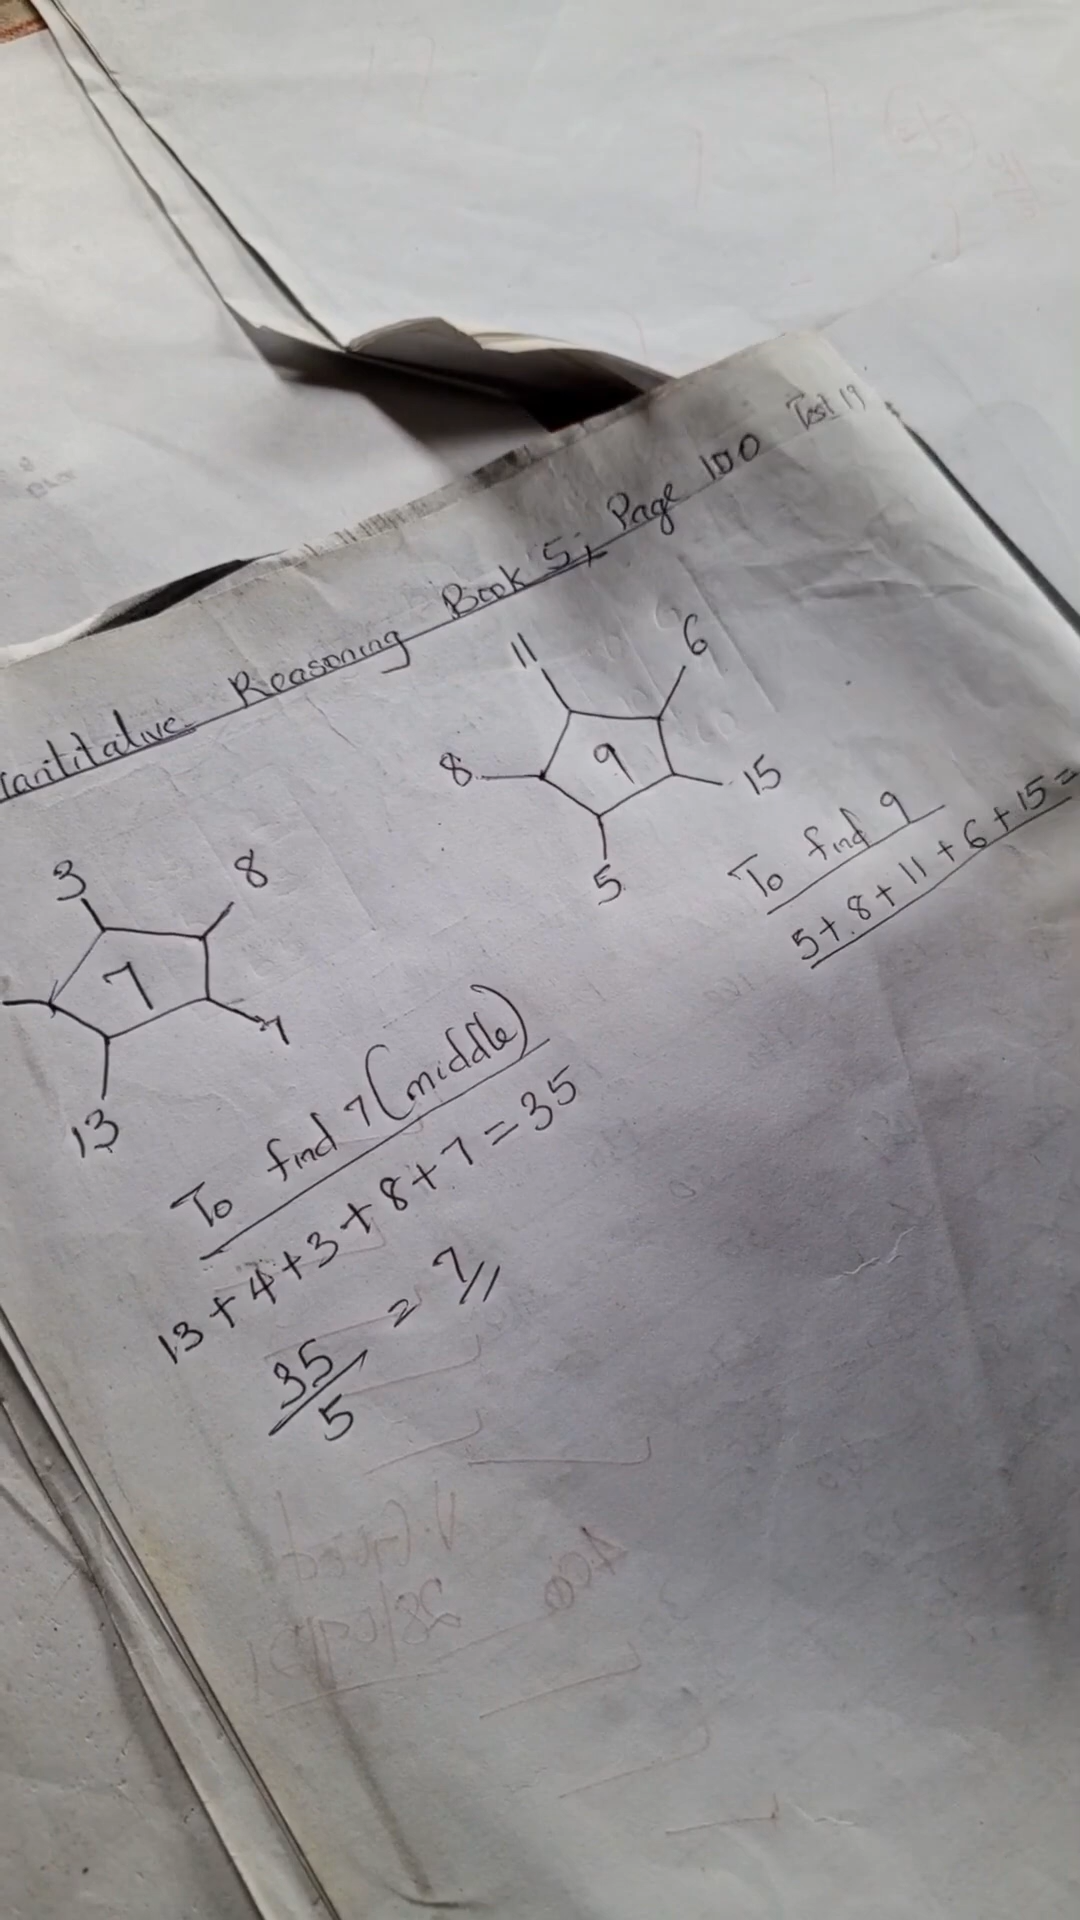 Quantitative Reasoning Book 5, Page 100 Test 19
11 6
8 9 15
5
3 8
7
7
13
To find 9
5+8+11+6+15=
To find 7 (middle)
13+4+3+8+7=35
35/5 = 7